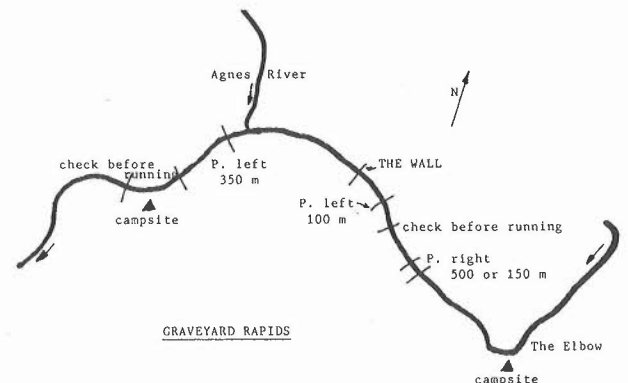 Agnes River
N
check before
running
P. left
350 m
THE WALL
P. left
100 m
campsite
check before running
P. right
500 or 150 m
GRAVEYARD RAPIDS
The Elbow
campsite